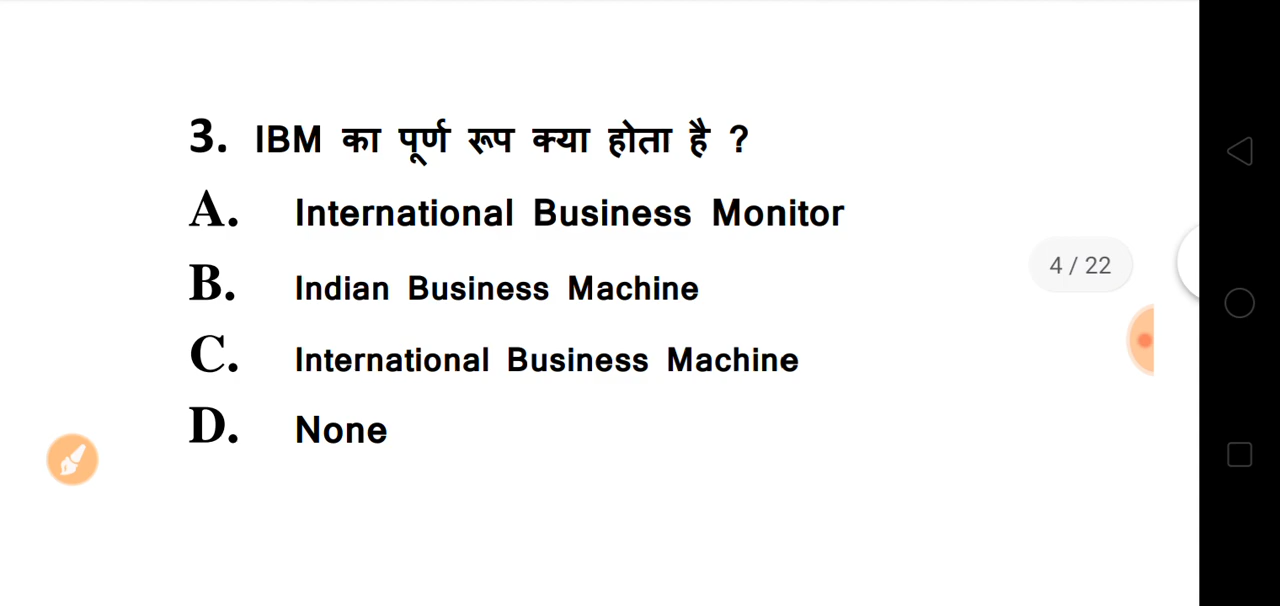 3. IBM का पूर्ण रूप क्या होता है ?
A. International Business Monitor
B. Indian Business Machine
4 / 22
C. International Business Machine
D. None